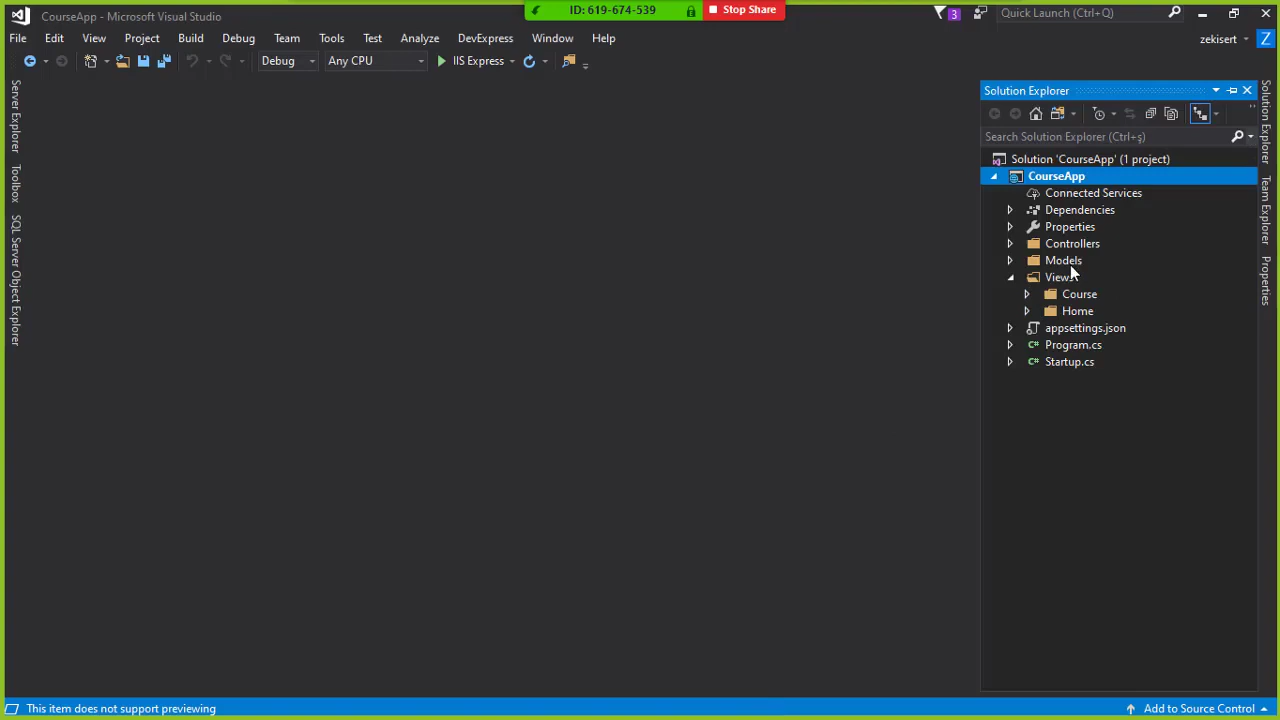 CourseApp - Microsoft Visual Studio
ID: 619-674-539
Stop Share
3
Quick Launch (Ctrl+Q)
File Edit View Project Build Debug Team Tools Test Analyze DevExpress Window Help
zekisert
Z
Debug
Any CPU
IIS Express
Server Explorer
Toolbox
SQL Server Object Explorer
Solution Explorer
Search Solution Explorer (Ctrl+ş)
Solution 'CourseApp' (1 project)
CourseApp
Connected Services
Dependencies
Properties
Controllers
Models
Views
Course
Home
appsettings.json
C# Program.cs
C# Startup.cs
Solution Explorer
Team Explorer
Properties
This item does not support previewing
Add to Source Control